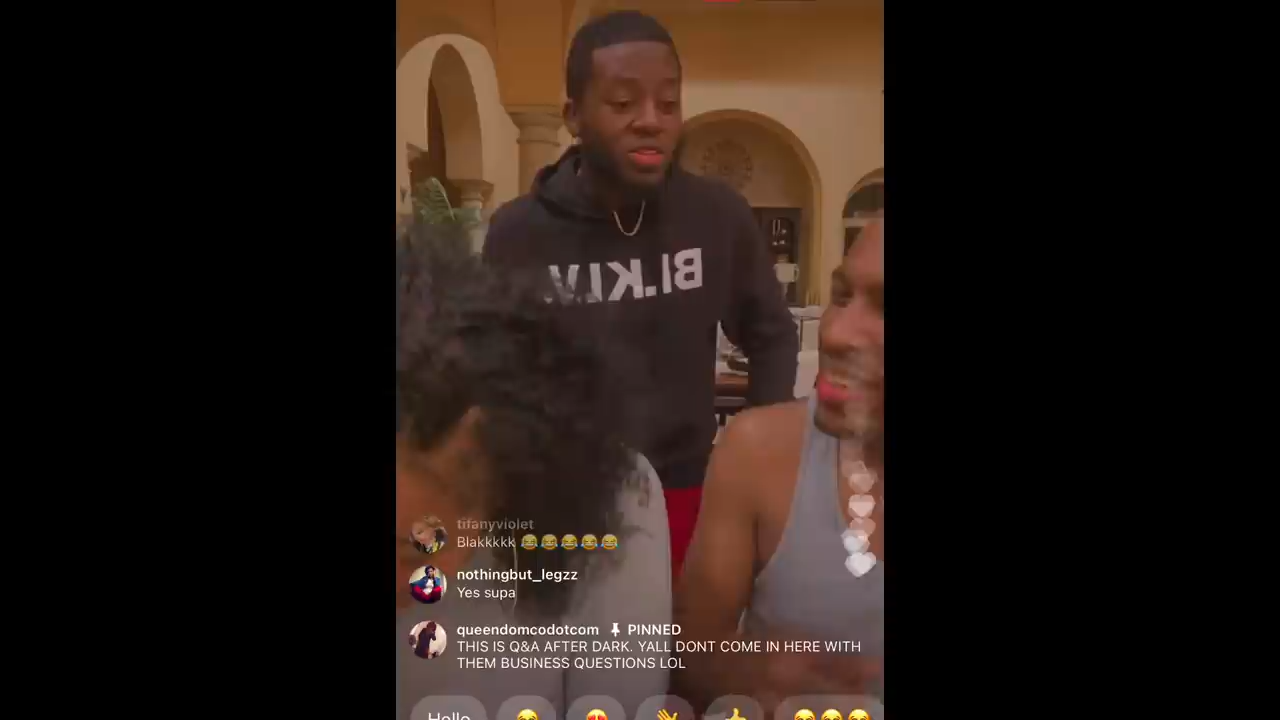 BLKLV
tifanyviolet
Blakkkkk 😂😂😂😂😂
nothingbut_legzz
Yes supa
queendomcodotcom PINNED
THIS IS Q&A AFTER DARK. YALL DONT COME IN HERE WITH
THEM BUSINESS QUESTIONS LOL
Hello